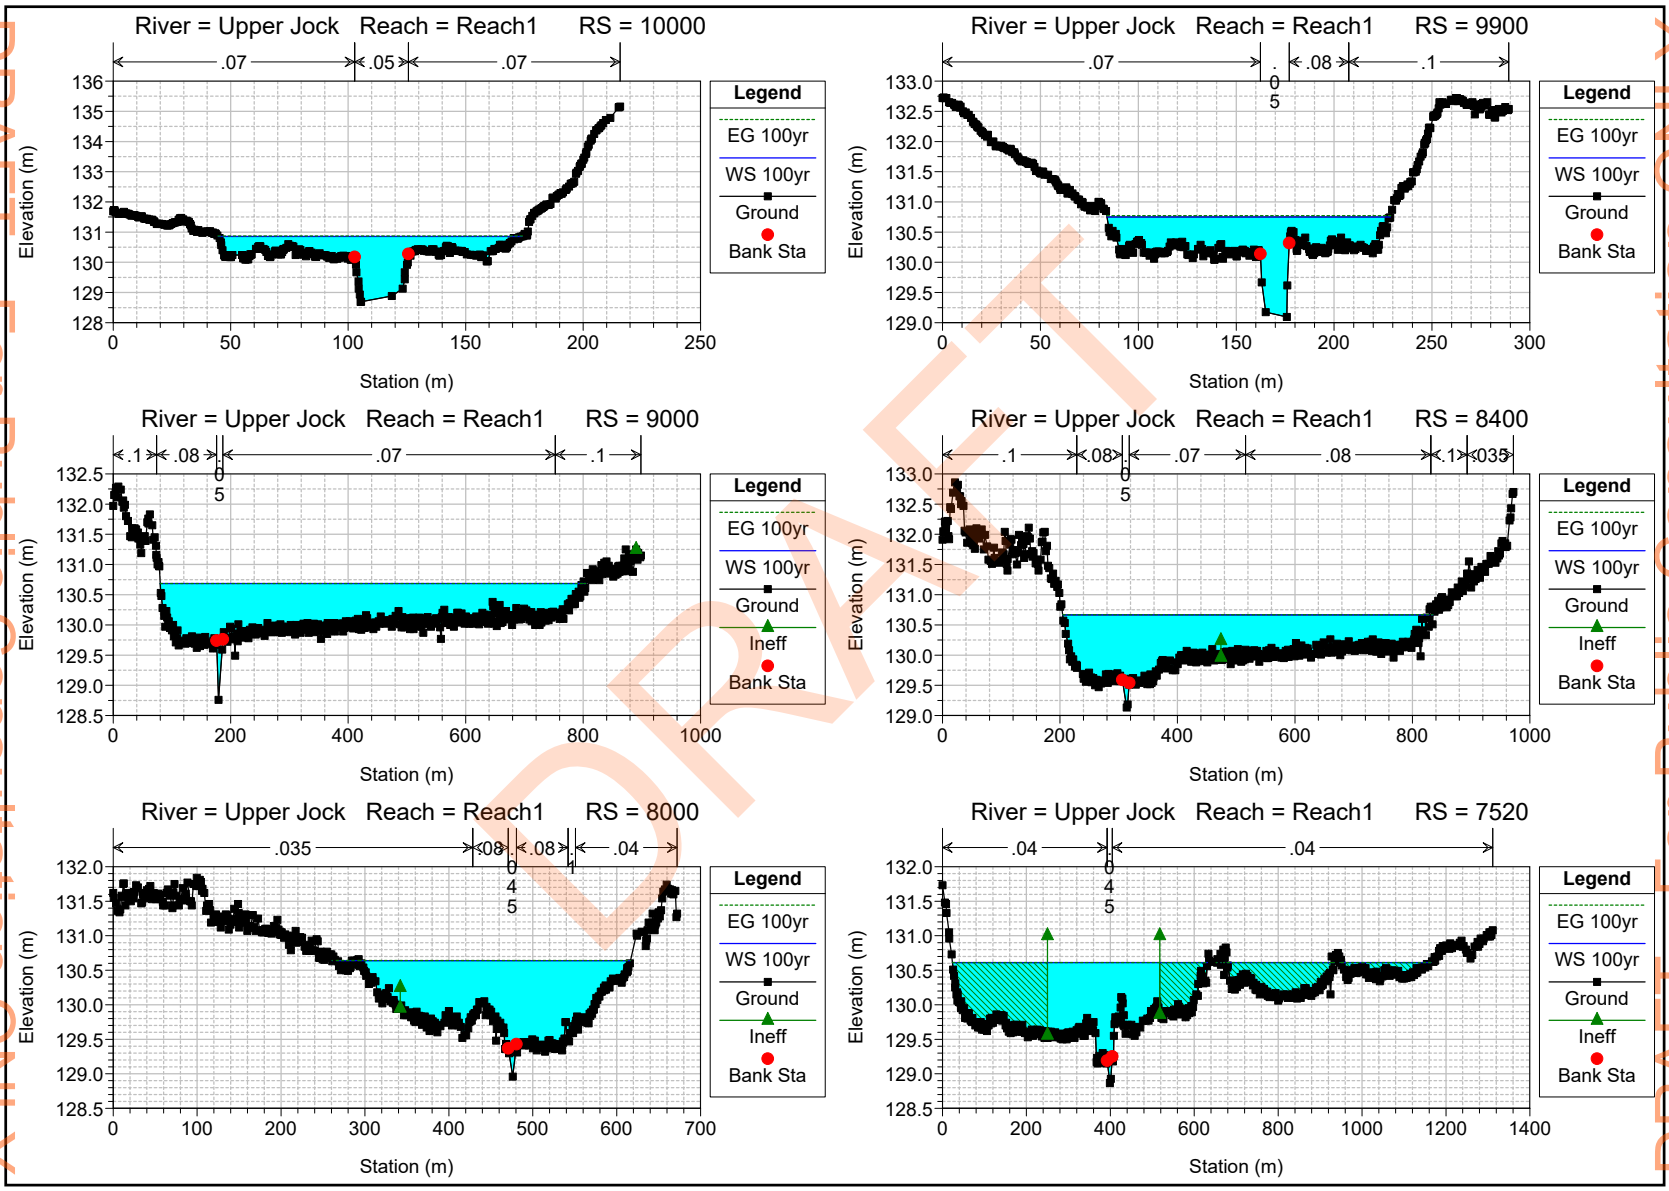 River = Upper Jock Reach = Reach1 RS = 10000
.07 .05 .07
136
135
134
133
132
131
130
129
128
Elevation (m)
0 50 100 150 200 250
Station (m)
Legend
EG 100yr
WS 100yr
Ground
Bank Sta
River = Upper Jock Reach = Reach1 RS = 9900
.07 .05 .08 .1
133.0
132.5
132.0
131.5
131.0
130.5
130.0
129.5
129.0
Elevation (m)
0 50 100 150 200 250 300
Station (m)
Legend
EG 100yr
WS 100yr
Ground
Bank Sta
River = Upper Jock Reach = Reach1 RS = 9000
.1 .08 .05 .07 .1
132.5
132.0
131.5
131.0
130.5
130.0
129.5
129.0
128.5
Elevation (m)
0 200 400 600 800 1000
Station (m)
Legend
EG 100yr
WS 100yr
Ground
Ineff
Bank Sta
River = Upper Jock Reach = Reach1 RS = 8400
.1 .08 .05 .07 .08 .1 .035
133.0
132.5
132.0
131.5
131.0
130.5
130.0
129.5
129.0
Elevation (m)
0 200 400 600 800 1000
Station (m)
Legend
EG 100yr
WS 100yr
Ground
Ineff
Bank Sta
River = Upper Jock Reach = Reach1 RS = 8000
.035 .08 .045 .08 .1 .04
132.0
131.5
131.0
130.5
130.0
129.5
129.0
128.5
Elevation (m)
0 100 200 300 400 500 600 700
Station (m)
Legend
EG 100yr
WS 100yr
Ground
Ineff
Bank Sta
River = Upper Jock Reach = Reach1 RS = 7520
.04 .045 .04
132.0
131.5
131.0
130.5
130.0
129.5
129.0
128.5
Elevation (m)
0 200 400 600 800 1000 1200 1400
Station (m)
Legend
EG 100yr
WS 100yr
Ground
Ineff
Bank Sta
DRAFT